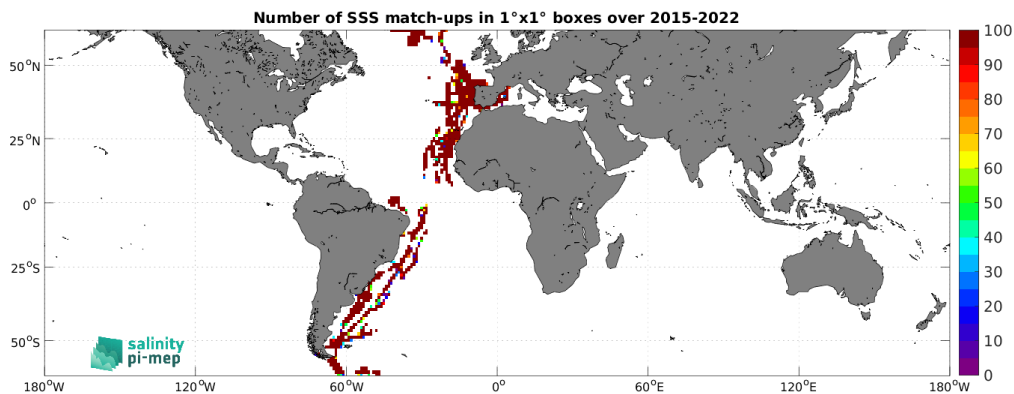 Number of SSS match-ups in 1°x1° boxes over 2015-2022
50°N
25°N
0°
25°S
50°S
180°W
120°W
60°W
0°
60°E
120°E
180°W
100
90
80
70
60
50
40
30
20
10
0
salinity
pi-mep